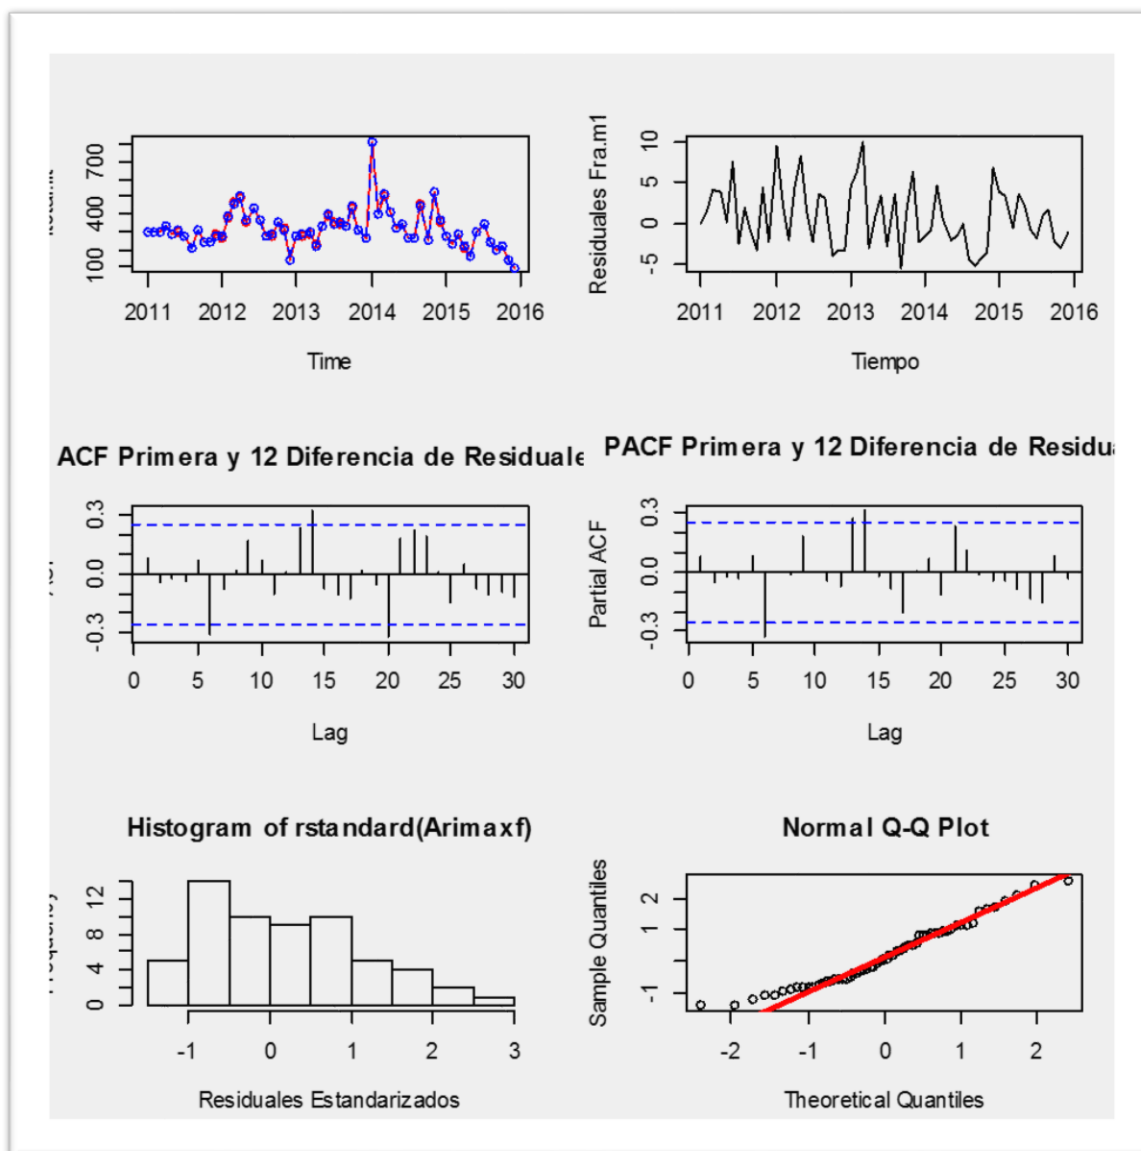 700
400
100
2011 2012 2013 2014 2015 2016
Time
Residuales Fra.m1
10
5
0
-5
2011 2012 2013 2014 2015 2016
Tiempo
ACF Primera y 12 Diferencia de Residuale
0.3
0.0
-0.3
0 5 10 15 20 25 30
Lag
PACF Primera y 12 Diferencia de Residu
Partial ACF
0.3
0.0
-0.3
0 5 10 15 20 25 30
Lag
Histogram of rstandard(Arimaxf)
12
8
4
0
-1 0 1 2 3
Residuales Estandarizados
Normal Q-Q Plot
Sample Quantiles
2
1
-1
-2 -1 0 1 2
Theoretical Quantiles